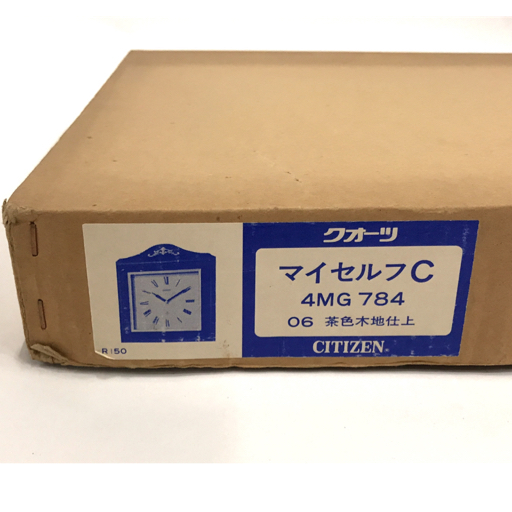 クオーツ
マイセルフC
4MG 784
06 茶色木地仕上
CITIZEN
R150